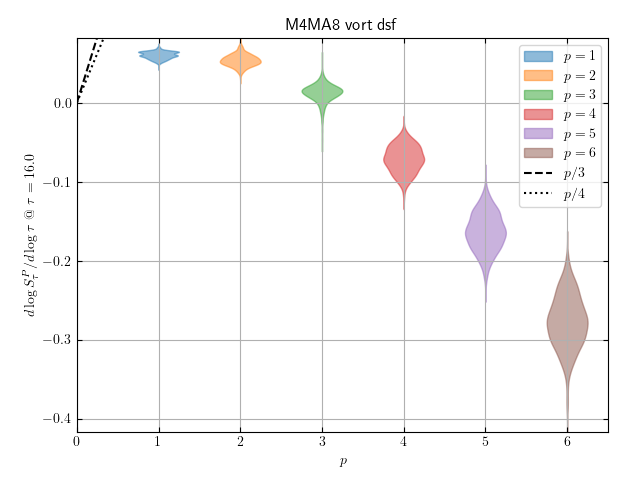 M4MA8 vort dsf
d log S_τ^P / d log τ @ τ = 16.0
0.0
−0.1
−0.2
−0.3
−0.4
0 1 2 3 4 5 6
p
p = 1
p = 2
p = 3
p = 4
p = 5
p = 6
p/3
p/4